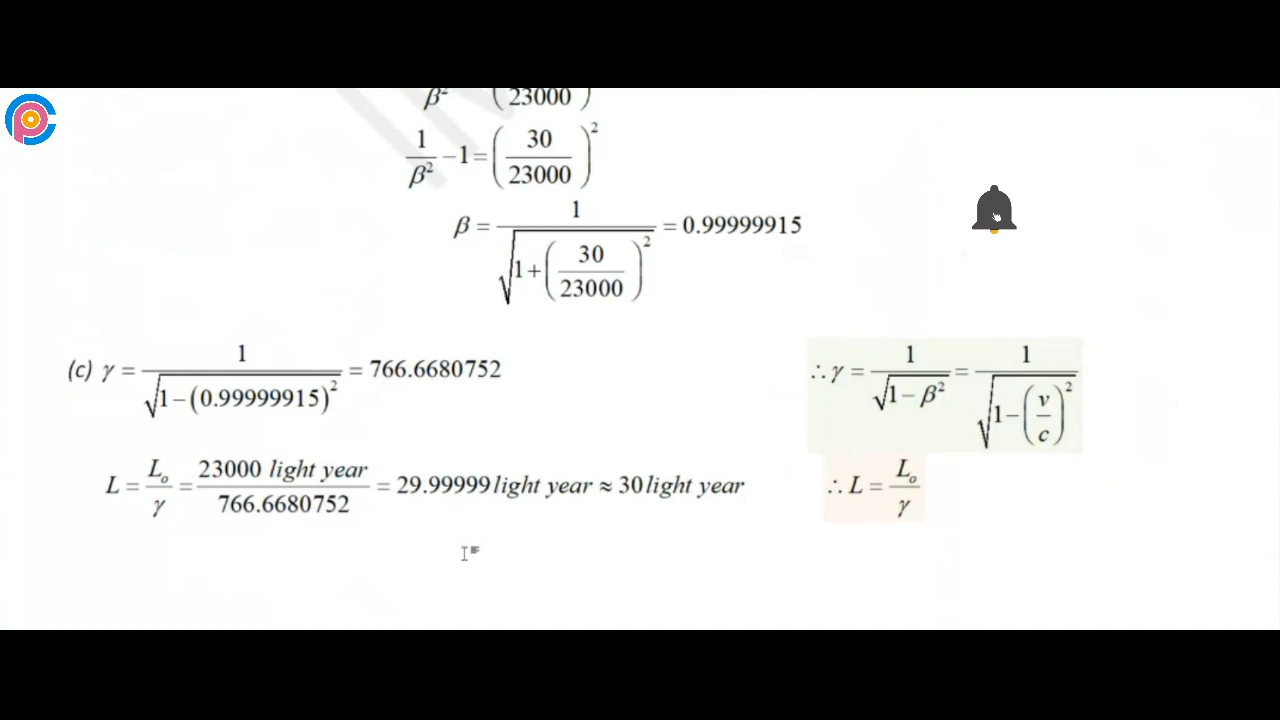 β² (23000)
1/β² −1 = (30/23000)²
β = 1/√(1+(30/23000)²) = 0.99999915
(c) γ = 1/√(1−(0.99999915)²) = 766.6680752
∴ γ = 1/√(1−β²) = 1/√(1−(v/c)²)
L = Lₒ/γ = 23000 light year/766.6680752 = 29.99999 light year ≈ 30 light year
∴ L = Lₒ/γ